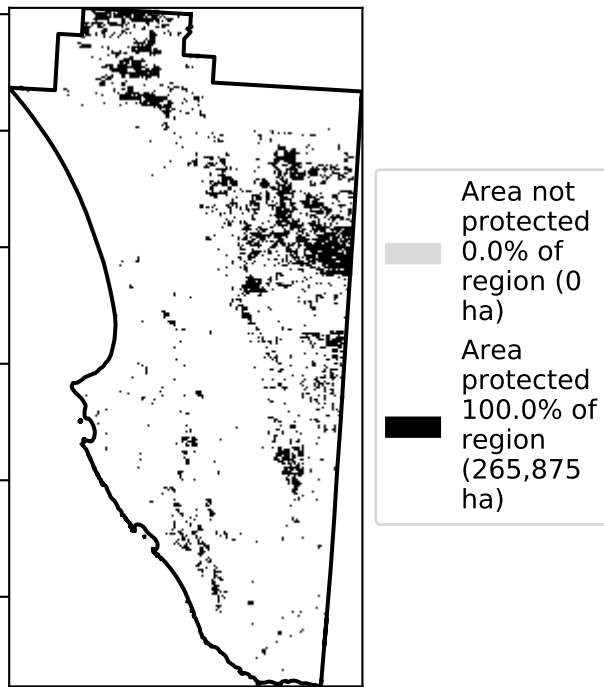 Area not
protected
0.0% of
region (0
ha)
Area
protected
100.0% of
region
(265,875
ha)